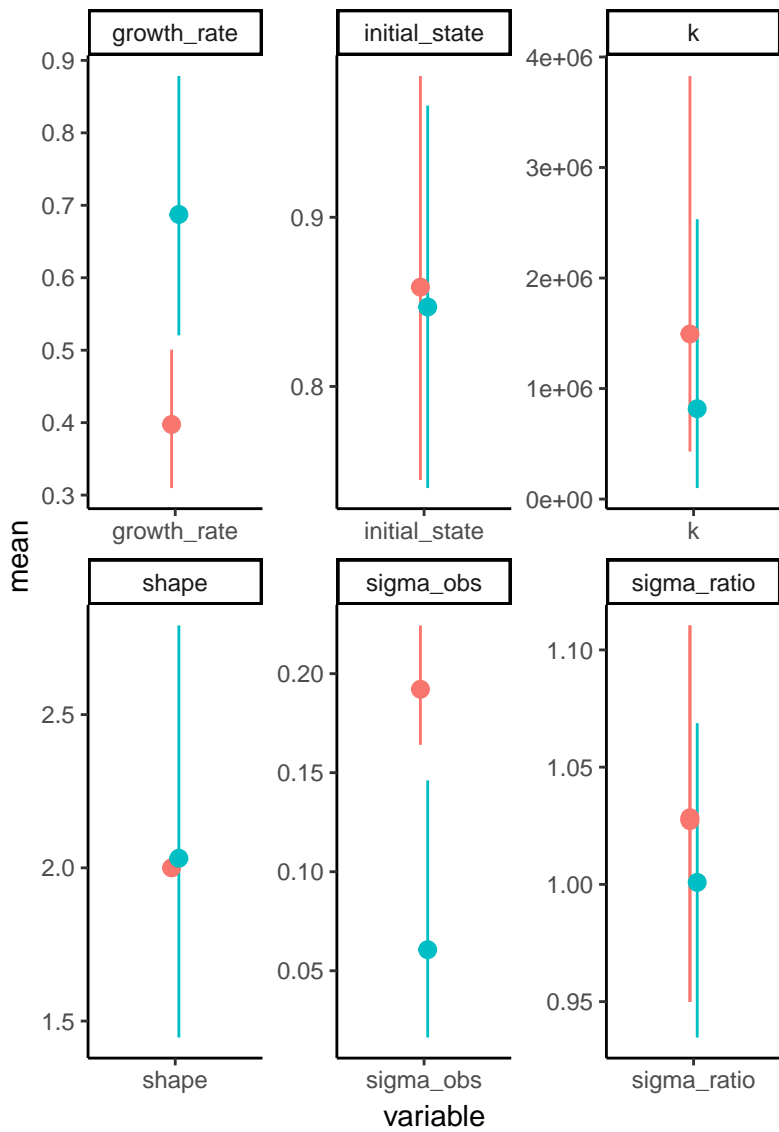 growth_rate
initial_state
k
0.9
0.8
0.7
0.6
0.5
0.4
0.3
0.9
0.8
4e+06
3e+06
2e+06
1e+06
0e+00
growth_rate
initial_state
k
mean
shape
sigma_obs
sigma_ratio
2.5
2.0
1.5
0.20
0.15
0.10
0.05
1.10
1.05
1.00
0.95
shape
sigma_obs
sigma_ratio
variable